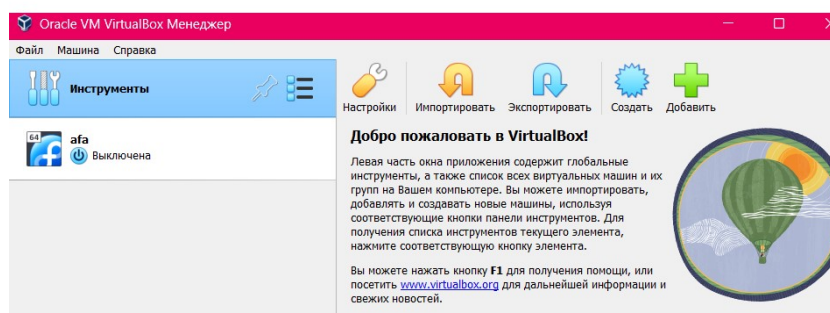 Oracle VM VirtualBox Менеджер
Файл Машина Справка
Инструменты
Настройки Импортировать Экспортировать Создать Добавить
64
afa
Выключена
Добро пожаловать в VirtualBox!
Левая часть окна приложения содержит глобальные
инструменты, а также список всех виртуальных машин и их
групп на Вашем компьютере. Вы можете импортировать,
добавлять и создавать новые машины, используя
соответствующие кнопки панели инструментов. Для
получения списка инструментов текущего элемента,
нажмите соответствующую кнопку элемента.
Вы можете нажать кнопку F1 для получения помощи, или
посетить www.virtualbox.org для дальнейшей информации и
свежих новостей.